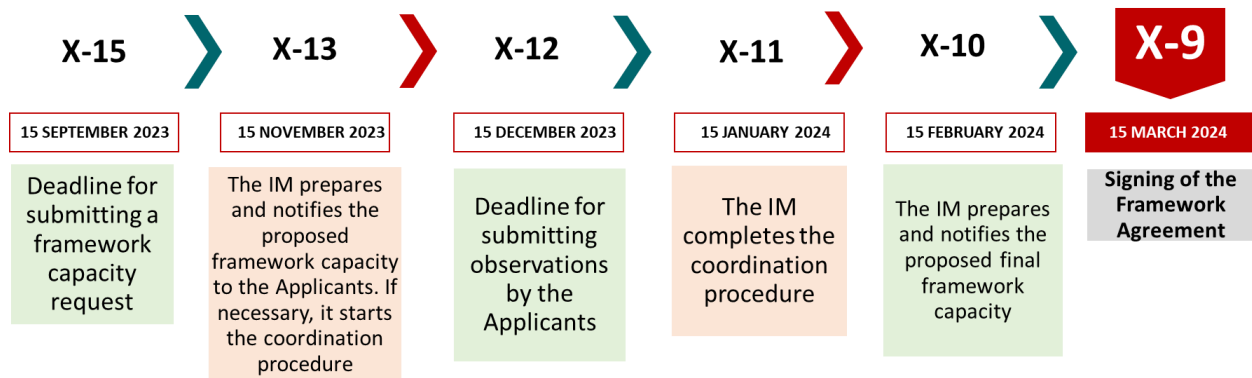 X-15
X-13
X-12
X-11
X-10
X-9
15 SEPTEMBER 2023
15 NOVEMBER 2023
15 DECEMBER 2023
15 JANUARY 2024
15 FEBRUARY 2024
15 MARCH 2024
Deadline for
submitting a
framework
capacity
request
The IM prepares
and notifies the
proposed
framework capacity
to the Applicants. If
necessary, it starts
the coordination
procedure
Deadline for
submitting
observations
by the
Applicants
The IM
completes the
coordination
procedure
The IM prepares
and notifies the
proposed final
framework
capacity
Signing of the
Framework
Agreement